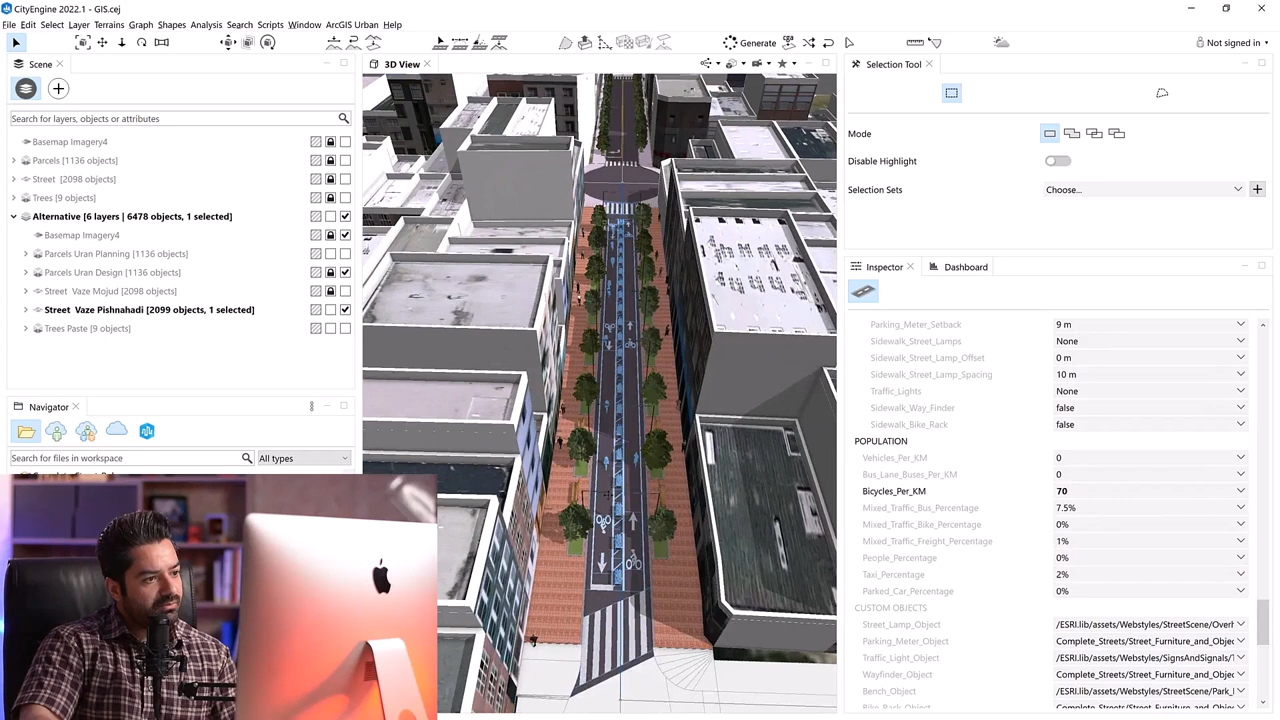 CityEngine 2022.1 - GIS.cej
File Edit Select Layer Terrains Graph Shapes Analysis Search Scripts Window ArcGIS Urban Help
Generate
Not signed in
Scene
Search for layers, objects or attributes
Basemap Imagery4
Parcels [1136 objects]
Street [2098 objects]
Trees [9 objects]
Alternative [6 layers | 6478 objects, 1 selected]
Basemap Imagery4
Parcels Uran Planning [1136 objects]
Parcels Uran Design [1136 objects]
Street Vaze Mojud [2098 objects]
Street Vaze Pishnahadi [2099 objects, 1 selected]
Trees Paste [9 objects]
Navigator
Search for files in workspace
All types
3D View
Selection Tool
Mode
Disable Highlight
Selection Sets Choose...
Inspector Dashboard
Parking_Meter_Setback 9 m
Sidewalk_Street_Lamps None
Sidewalk_Street_Lamp_Offset 0 m
Sidewalk_Street_Lamp_Spacing 10 m
Traffic_Lights None
Sidewalk_Way_Finder false
Sidewalk_Bike_Rack false
POPULATION
Vehicles_Per_KM 0
Bus_Lane_Buses_Per_KM 0
Bicycles_Per_KM 70
Mixed_Traffic_Bus_Percentage 7.5%
Mixed_Traffic_Bike_Percentage 0%
Mixed_Traffic_Freight_Percentage 1%
People_Percentage 0%
Taxi_Percentage 2%
Parked_Car_Percentage 0%
CUSTOM OBJECTS
Street_Lamp_Object /ESRI.lib/assets/Webstyles/StreetScene/Over
Parking_Meter_Object Complete_Streets/Street_Furniture_and_Objec
Traffic_Light_Object /ESRI.lib/assets/Webstyles/SignsAndSignals/
Wayfinder_Object Complete_Streets/Street_Furniture_and_Objec
Bench_Object /ESRI.lib/assets/Webstyles/StreetScene/Park_